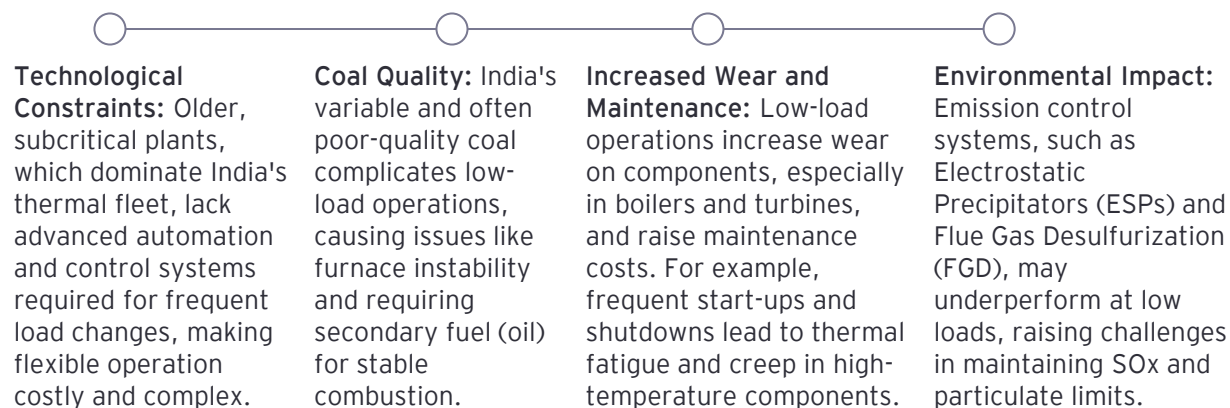 Technological
Constraints: Older,
subcritical plants,
which dominate India's
thermal fleet, lack
advanced automation
and control systems
required for frequent
load changes, making
flexible operation
costly and complex.
Coal Quality: India's
variable and often
poor-quality coal
complicates low-
load operations,
causing issues like
furnace instability
and requiring
secondary fuel (oil)
for stable
combustion.
Increased Wear and
Maintenance: Low-load
operations increase wear
on components, especially
in boilers and turbines,
and raise maintenance
costs. For example,
frequent start-ups and
shutdowns lead to thermal
fatigue and creep in high-
temperature components.
Environmental Impact:
Emission control
systems, such as
Electrostatic
Precipitators (ESPs) and
Flue Gas Desulfurization
(FGD), may
underperform at low
loads, raising challenges
in maintaining SOx and
particulate limits.